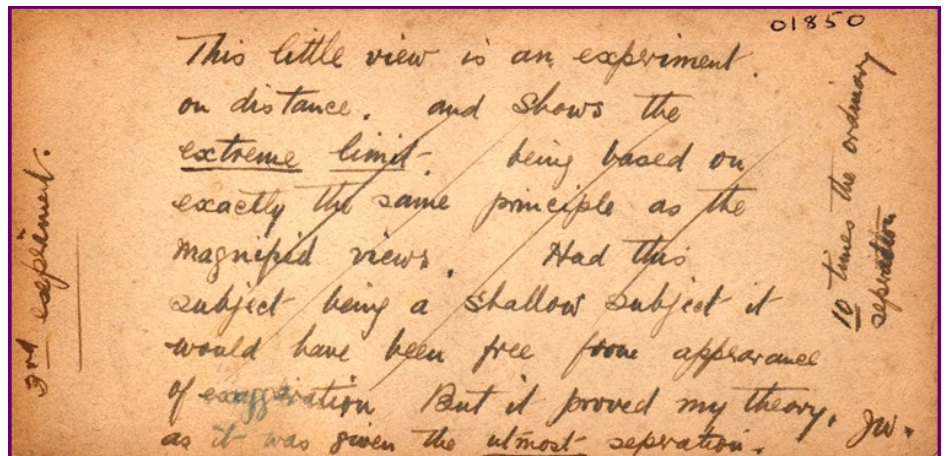 01850
This little view is an experiment.
on distance. and shows the
extreme limit. being based on
exactly the same principle as the
magnifid views. Had this
subject being a shallow subject it
would have been free from appearance
of exaggeration But it proved my theory.
as it was given the utmost sepration.
JW.
3rd experiment.
10 times the ordinary
sepration